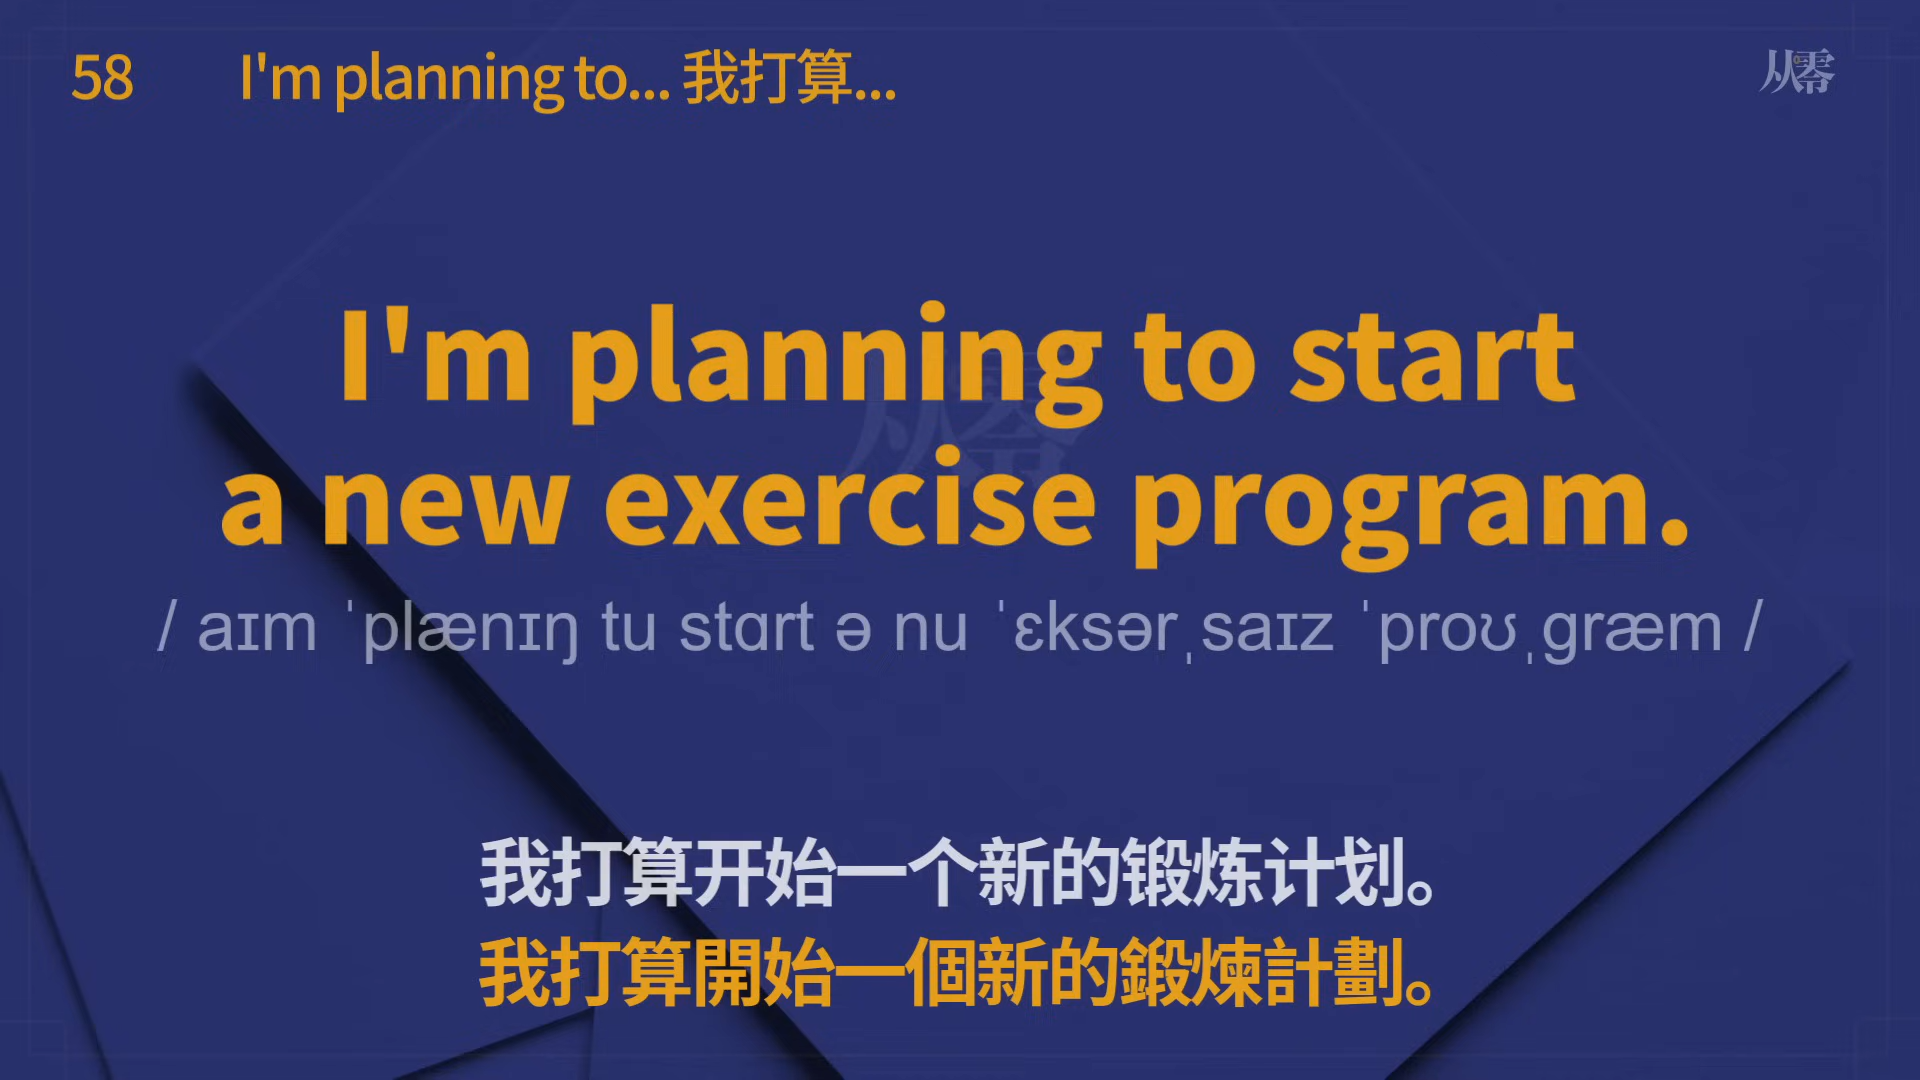 58 I'm planning to... 我打算...
从零
I'm planning to start
a new exercise program.
/ aɪm ˈplænɪŋ tu stɑrt ə nu ˈɛksərˌsaɪz ˈproʊˌgræm /
我打算开始一个新的锻炼计划。
我打算開始一個新的鍛煉計劃。